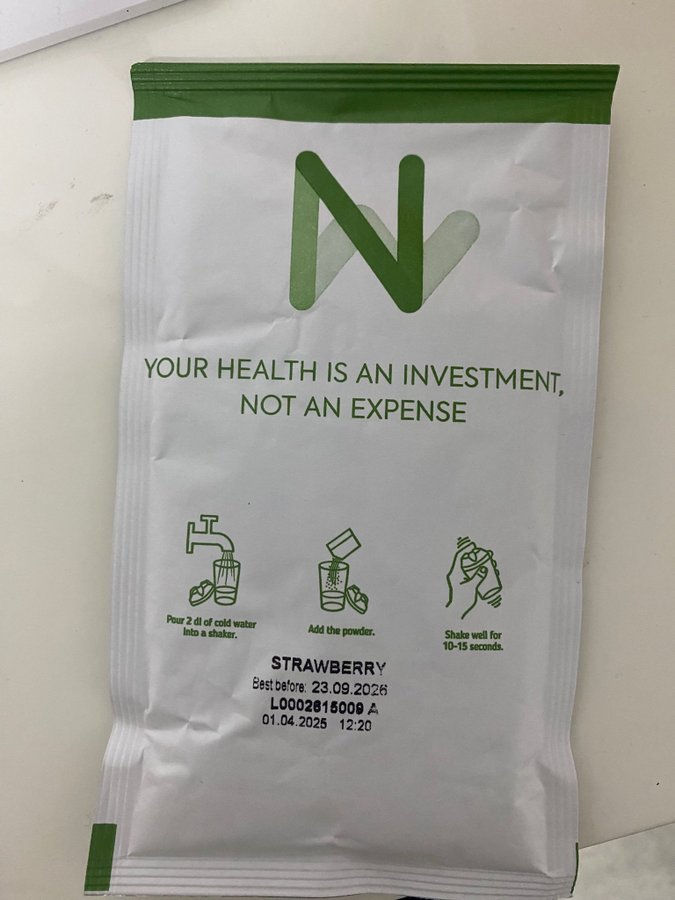 N
YOUR HEALTH IS AN INVESTMENT,
NOT AN EXPENSE
Pour 2 dl of cold water
into a shaker.
Add the powder.
Shake well for
10-15 seconds.
STRAWBERRY
Best before: 23.09.2026
L0002615009 A
01.04.2025 12:20